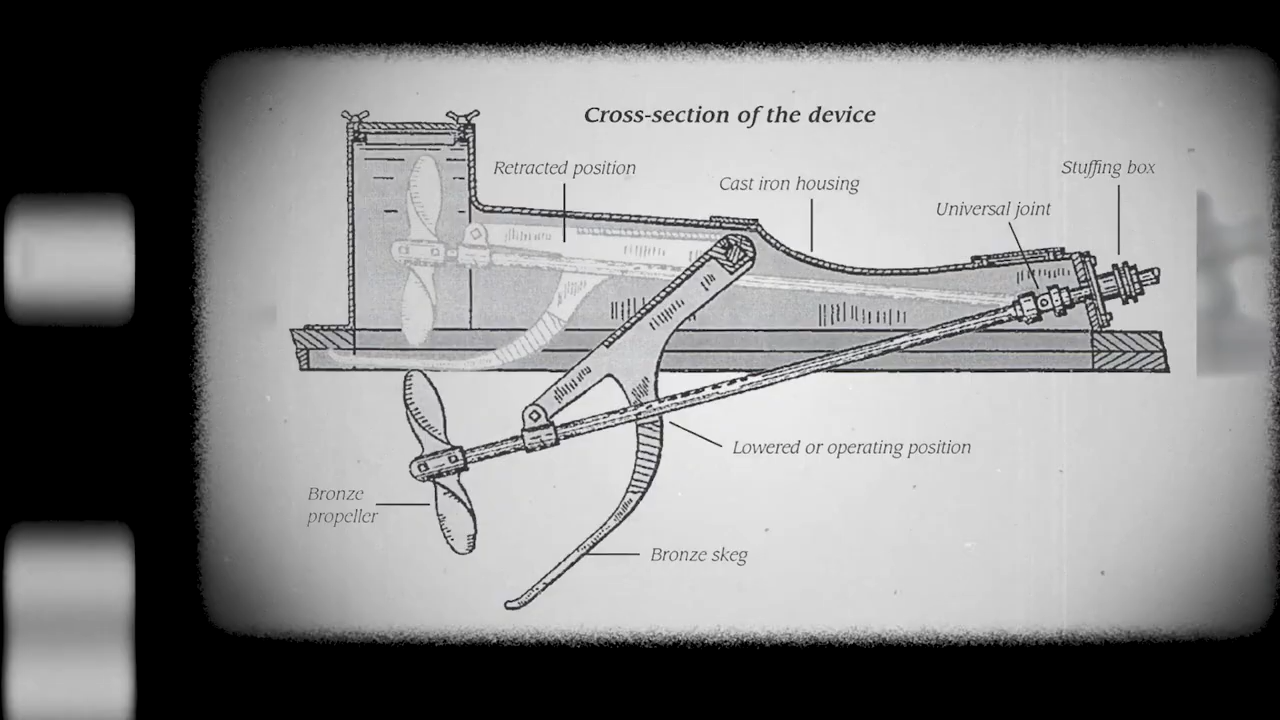 Cross-section of the device
Retracted position
Stuffing box
Cast iron housing
Universal joint
Lowered or operating position
Bronze
propeller
Bronze skeg